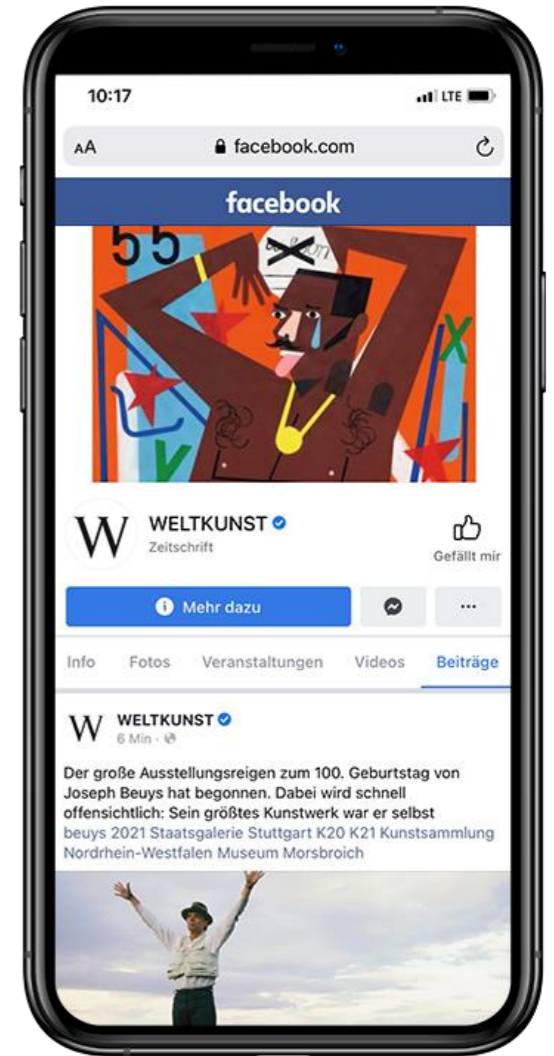 10:17
LTE
AA
facebook.com
facebook
55
X
V
W
WELTKUNST
Zeitschrift
Gefällt mir
Mehr dazu
...
Info Fotos Veranstaltungen Videos Beiträge
W
WELTKUNST
6 Min ·
Der große Ausstellungsreigen zum 100. Geburtstag von
Joseph Beuys hat begonnen. Dabei wird schnell
offensichtlich: Sein größtes Kunstwerk war er selbst
beuys 2021 Staatsgalerie Stuttgart K20 K21 Kunstsammlung
Nordrhein-Westfalen Museum Morsbroich